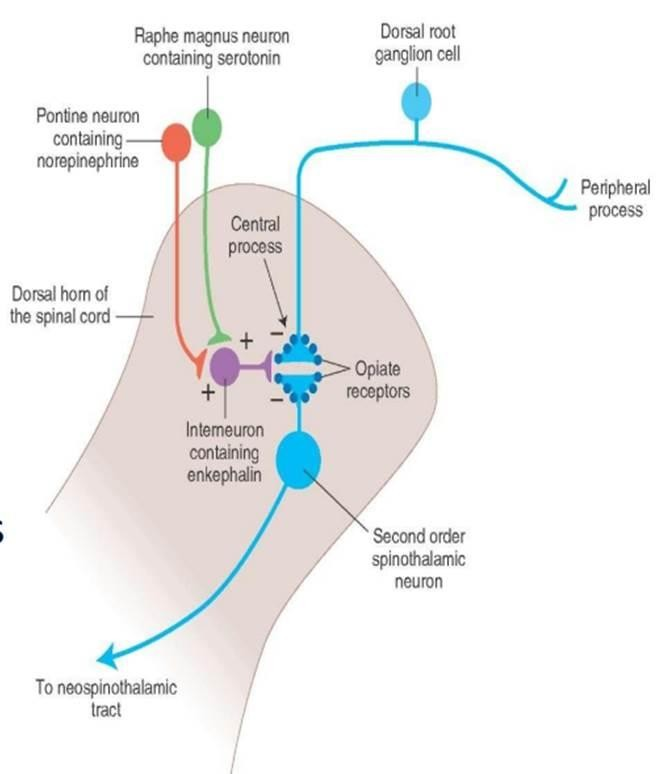 Raphe magnus neuron
containing serotonin
Dorsal root
ganglion cell
Pontine neuron
containing
norepinephrine
Peripheral
process
Central
process
Dorsal horn of
the spinal cord
+
−
Opiate
receptors
+
−
Interneuron
containing
enkephalin
s
Second order
spinothalamic
neuron
To neospinothalamic
tract